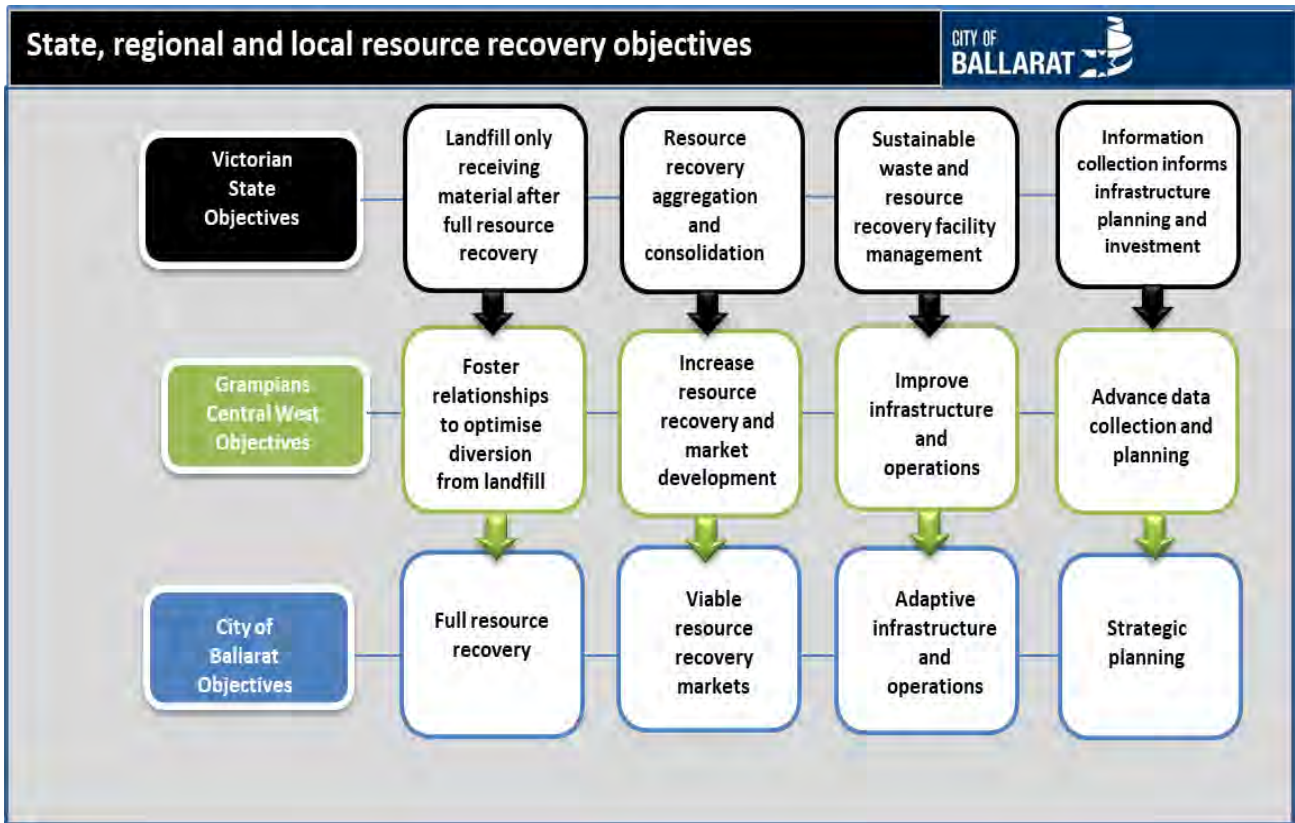 State, regional and local resource recovery objectives
CITY OF
BALLARAT
Victorian
State
Objectives
Landfill only
receiving
material after
full resource
recovery
Resource
recovery
aggregation
and
consolidation
Sustainable
waste and
resource
recovery facility
management
Information
collection informs
infrastructure
planning and
investment
Grampians
Central West
Objectives
Foster
relationships
to optimise
diversion
from landfill
Increase
resource
recovery and
market
development
Improve
infrastructure
and
operations
Advance data
collection and
planning
City of
Ballarat
Objectives
Full resource
recovery
Viable
resource
recovery
markets
Adaptive
infrastructure
and
operations
Strategic
planning